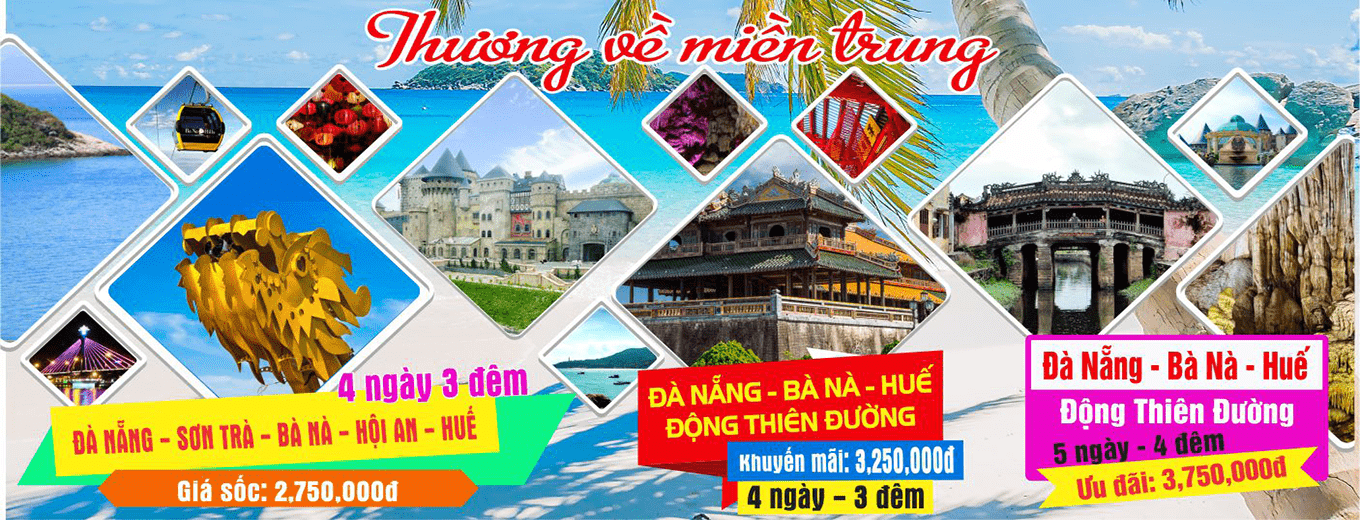 Thương về miền trung
4 ngày 3 đêm
ĐÀ NẴNG – SƠN TRÀ – BÀ NÀ – HỘI AN – HUẾ
Giá sốc: 2,750,000đ
ĐÀ NẴNG - BÀ NÀ - HUẾ
ĐỘNG THIÊN ĐƯỜNG
Khuyến mãi: 3,250,000đ
4 ngày – 3 đêm
Đà Nẵng - Bà Nà - Huế
Động Thiên Đường
5 ngày - 4 đêm
Ưu đãi: 3,750,000đ